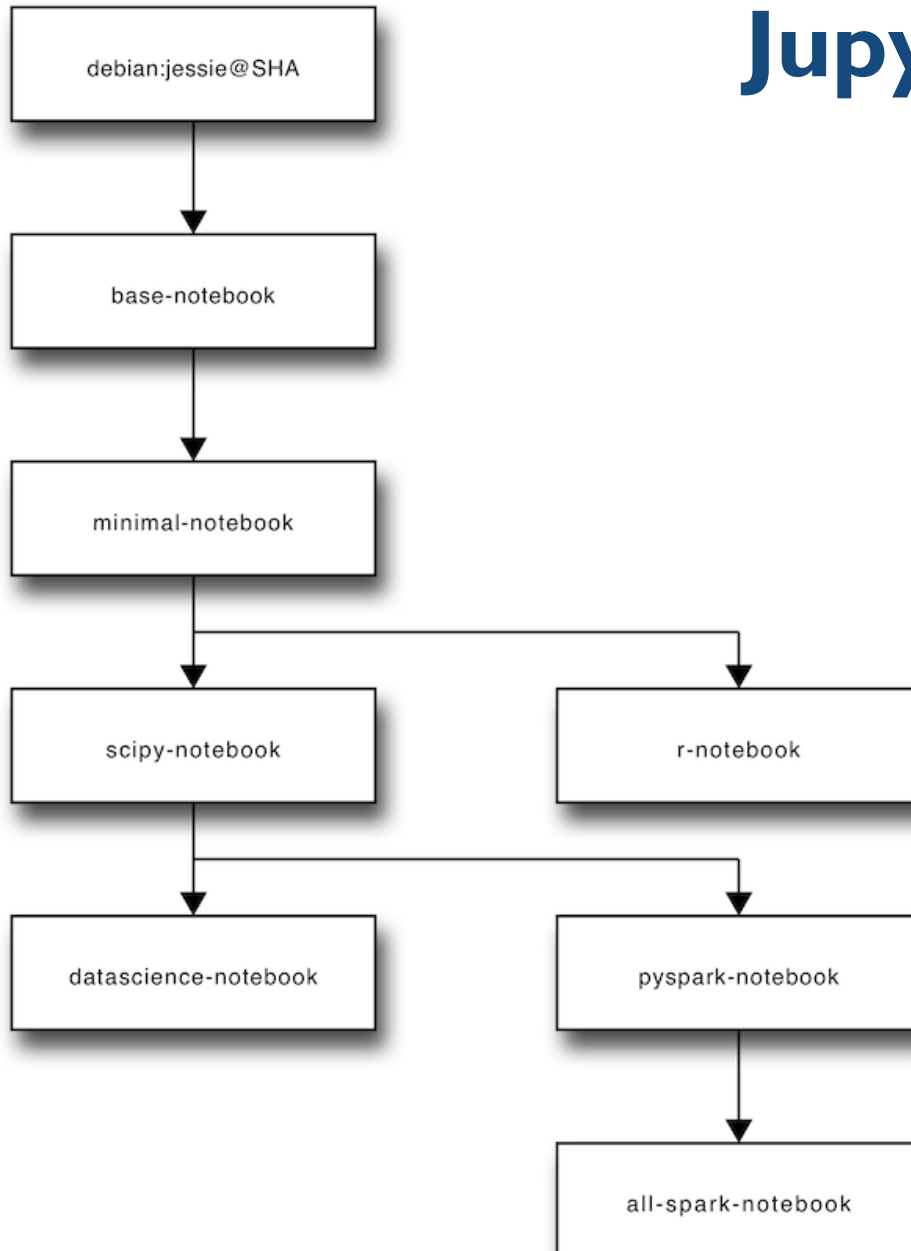 Jupy
debian:jessie@SHA
base-notebook
minimal-notebook
scipy-notebook
r-notebook
datascience-notebook
pyspark-notebook
all-spark-notebook